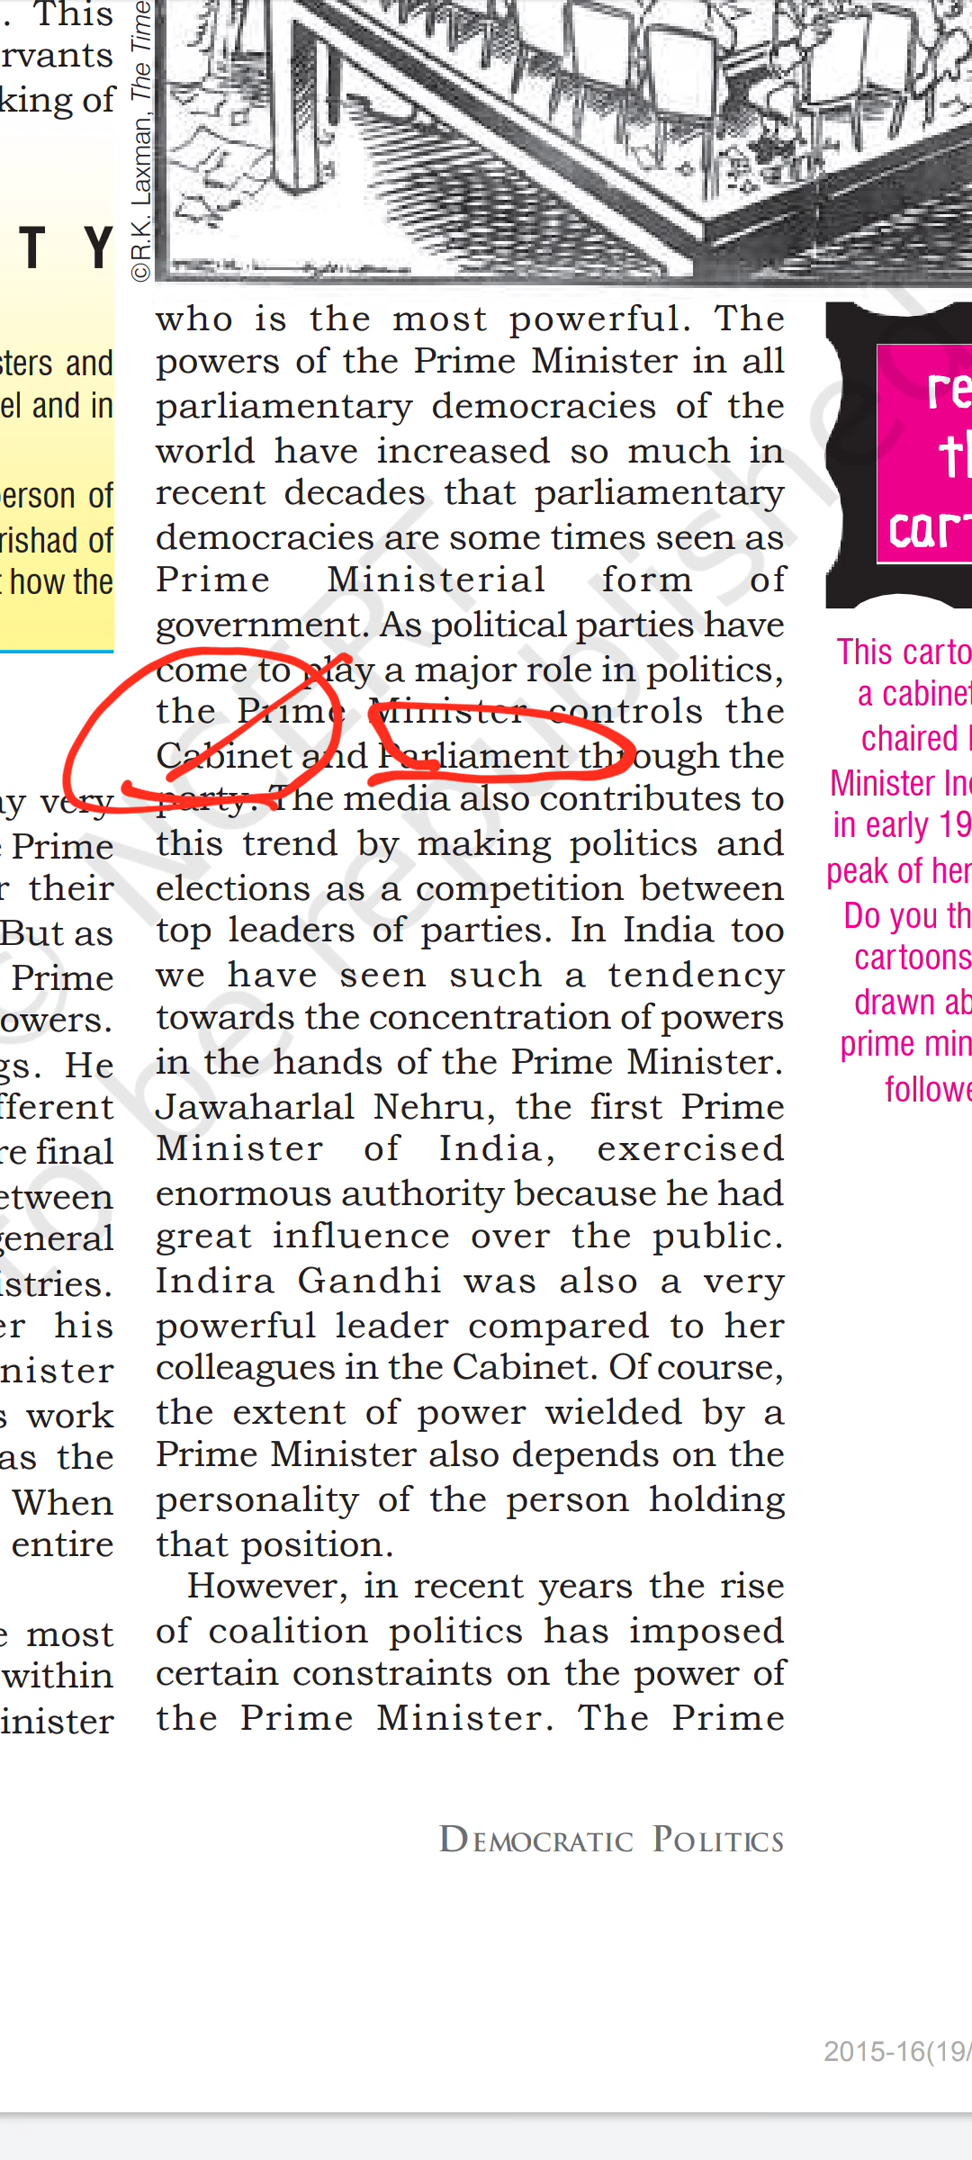 . This
rvants
king of
T Y
sters and
el and in
person of
rishad of
t how the
ay very
e Prime
r their
But as
Prime
owers.
gs. He
fferent
re final
etween
general
istries.
er his
nister
s work
as the
When
entire
e most
within
inister
©R.K. Laxman, The Time
who is the most powerful. The
powers of the Prime Minister in all
parliamentary democracies of the
world have increased so much in
recent decades that parliamentary
democracies are some times seen as
Prime Ministerial form of
government. As political parties have
come to play a major role in politics,
the Prime Minister controls the
Cabinet and Parliament through the
party. The media also contributes to
this trend by making politics and
elections as a competition between
top leaders of parties. In India too
we have seen such a tendency
towards the concentration of powers
in the hands of the Prime Minister.
Jawaharlal Nehru, the first Prime
Minister of India, exercised
enormous authority because he had
great influence over the public.
Indira Gandhi was also a very
powerful leader compared to her
colleagues in the Cabinet. Of course,
the extent of power wielded by a
Prime Minister also depends on the
personality of the person holding
that position.
However, in recent years the rise
of coalition politics has imposed
certain constraints on the power of
the Prime Minister. The Prime
re
th
cart
This carto
a cabinet
chaired
Minister Ind
in early 19
peak of her
Do you th
cartoons
drawn ab
prime min
followe
© NCERT
to be republished
DEMOCRATIC POLITICS
2015-16(19/